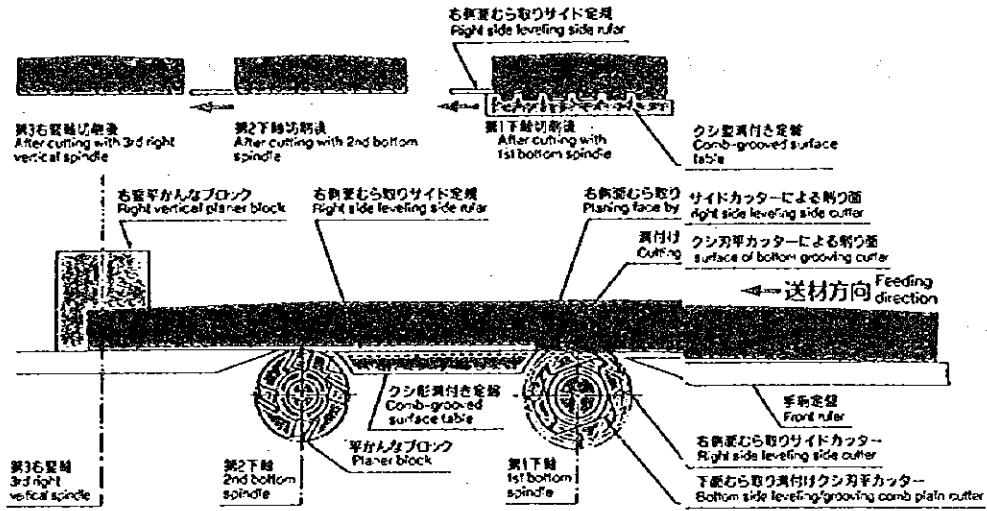 右側面むら取りサイド定規
Right side leveling side rular
第3右竪軸切削後
After cutting with 3rd right
vertical spindle
第2下軸切削後
After cutting with 2nd bottom
spindle
第1下軸切削後
After cutting with
1st bottom spindle
クシ型溝付き定盤
Comb-grooved surface
table
右竪平かんなブロック
Right vertical planer block
右側面むら取りサイド定規
Right side leveling side rular
右側面むら取り サイドカッターによる削り面
Planing face by right side leveling side cutter
溝付け クシ刃平カッターによる削り面
Cutting surface of bottom grooving cutter
送材方向 Feeding
direction
クシ形溝付き定盤
Comb-grooved
surface table
手前定盤
Front ruler
平かんなブロック
Planer block
右側面むら取りサイドカッター
Right side leveling side cutter
第3右竪軸
3rd right
vertical spindle
第2下軸
2nd bottom
spindle
第1下軸
1st bottom
spindle
下面むら取り溝付けクシ刃平カッター
Bottom side leveling/grooving comb plain cutter